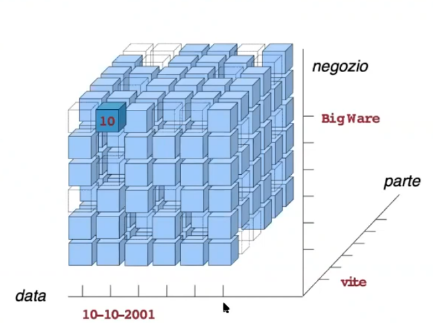 negozio
10
BigWare
parte
vite
data
10-10-2001